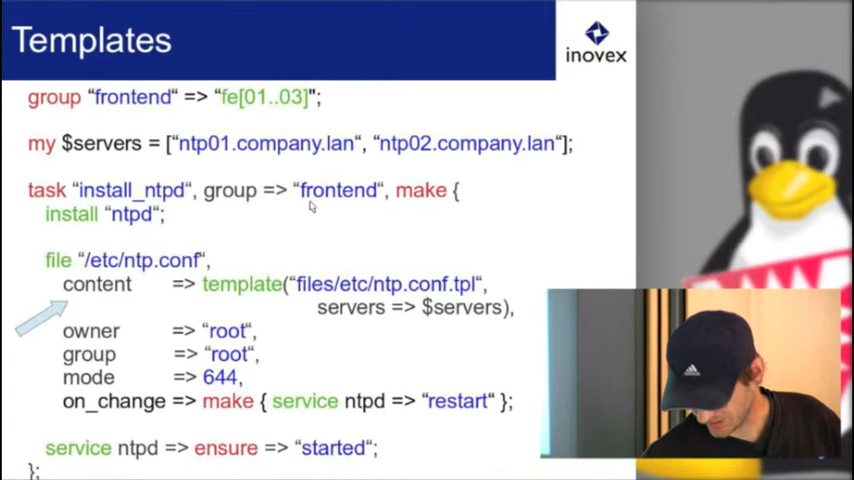 Templates
inovex
group “frontend“ => “fe[01..03]";
my $servers = [“ntp01.company.lan“, “ntp02.company.lan“];
task “install_ntpd“, group => “frontend“, make {
install “ntpd“;
file “/etc/ntp.conf“,
content => template(“files/etc/ntp.conf.tpl“,
servers => $servers),
owner => “root“,
group => “root“,
mode => 644,
on_change => make { service ntpd => “restart“ };
service ntpd => ensure => “started“;
};
adidas